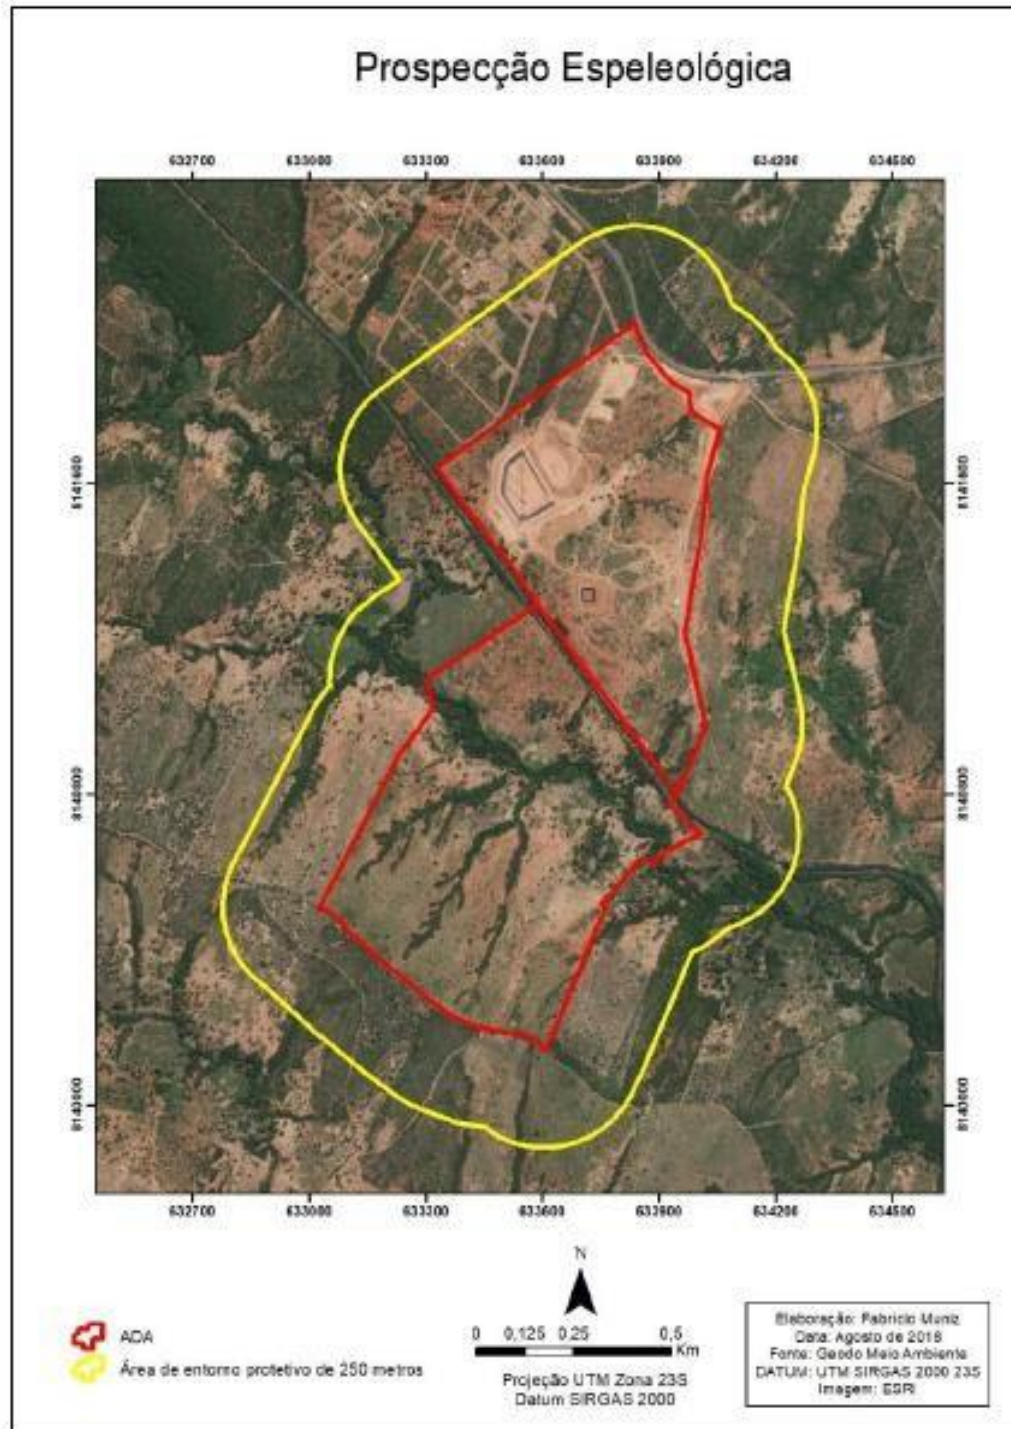 Prospecção Espeleológica
632700 633000 633300 633600 633900 634200 634500
8141600 8141600
8140800 8140800
8140000 8140000
632700 633000 633300 633600 633900 634200 634500
N
0 0,125 0,25 0,5
Km
Projeção UTM Zona 23S
Datum SIRGAS 2000
ADA
Área de entorno protetivo de 250 metros
Elaboração: Fabricio Muniz
Data: Agosto de 2018
Fonte: Geodo Meio Ambiente
DATUM: UTM SIRGAS 2000 23S
Imagem: ESRI